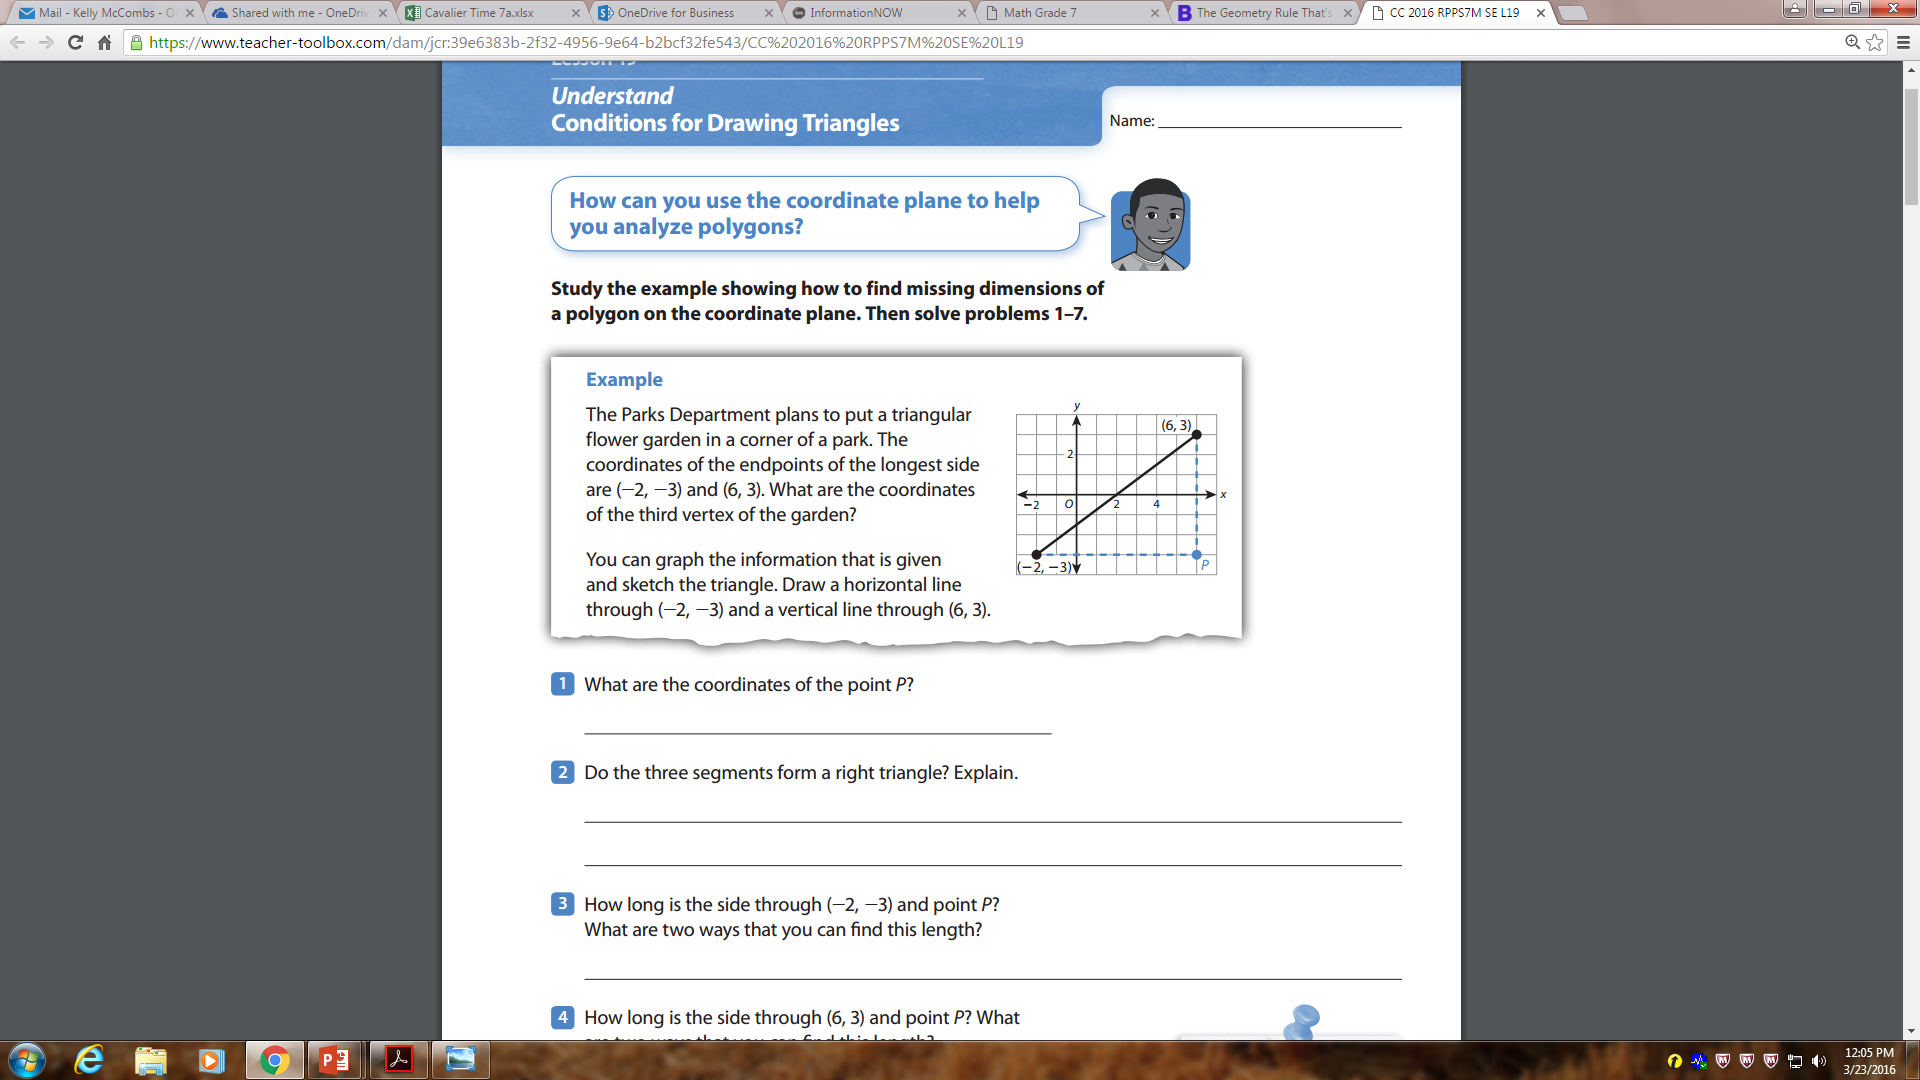 Mail - Kelly McCombs - O
Shared with me - OneDriv
Cavalier Time 7a.xlsx
OneDrive for Business
InformationNOW
Math Grade 7
The Geometry Rule That's
CC 2016 RPPS7M SE L19
https://www.teacher-toolbox.com/dam/jcr:39e6383b-2f32-4956-9e64-b2bcf32fe543/CC%202016%20RPPS7M%20SE%20L19
Lesson 19
Understand
Conditions for Drawing Triangles
Name:
How can you use the coordinate plane to help
you analyze polygons?
Study the example showing how to find missing dimensions of
a polygon on the coordinate plane. Then solve problems 1–7.
Example
The Parks Department plans to put a triangular
flower garden in a corner of a park. The
coordinates of the endpoints of the longest side
are (−2, −3) and (6, 3). What are the coordinates
of the third vertex of the garden?
You can graph the information that is given
and sketch the triangle. Draw a horizontal line
through (−2, −3) and a vertical line through (6, 3).
y
(6, 3)
2
x
−2 O 2 4
(−2, −3)
P
1 What are the coordinates of the point P?
2 Do the three segments form a right triangle? Explain.
3 How long is the side through (−2, −3) and point P?
What are two ways that you can find this length?
4 How long is the side through (6, 3) and point P? What
are two ways that you can find this length?
12:05 PM
3/23/2016